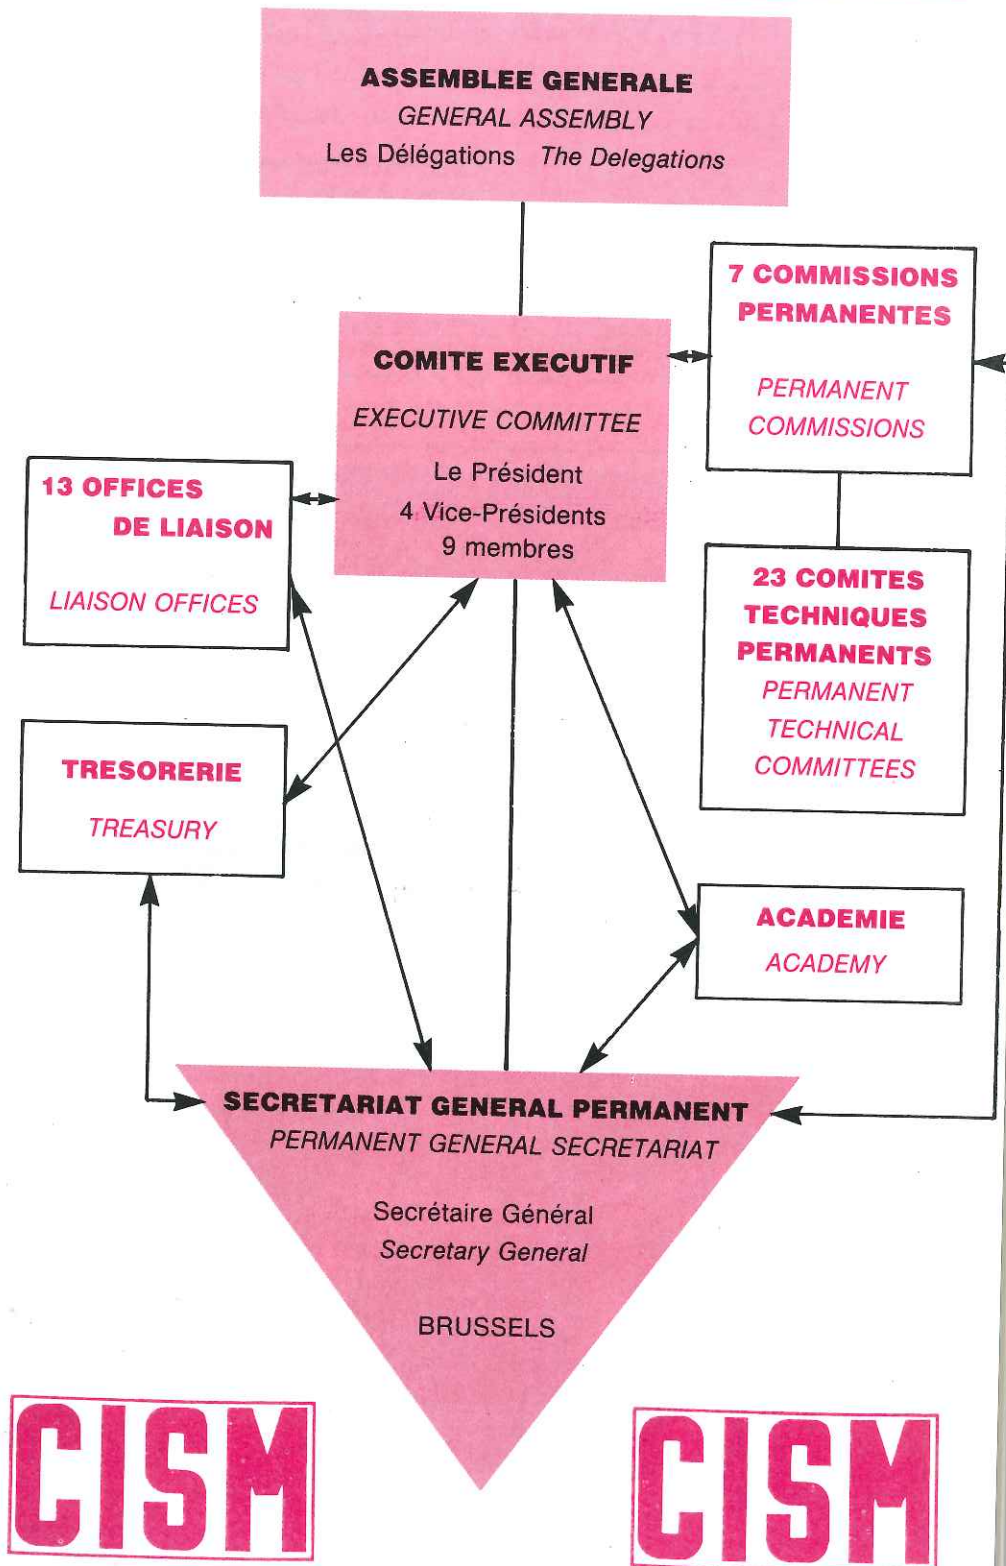 ASSEMBLEE GENERALE
GENERAL ASSEMBLY
Les Délégations The Delegations
7 COMMISSIONS
PERMANENTES
PERMANENT
COMMISSIONS
COMITE EXECUTIF
EXECUTIVE COMMITTEE
Le Président
4 Vice-Présidents
9 membres
13 OFFICES
DE LIAISON
LIAISON OFFICES
23 COMITES
TECHNIQUES
PERMANENTS
PERMANENT
TECHNICAL
COMMITTEES
TRESORERIE
TREASURY
ACADEMIE
ACADEMY
SECRETARIAT GENERAL PERMANENT
PERMANENT GENERAL SECRETARIAT
Secrétaire Général
Secretary General
BRUSSELS
CISM
CISM